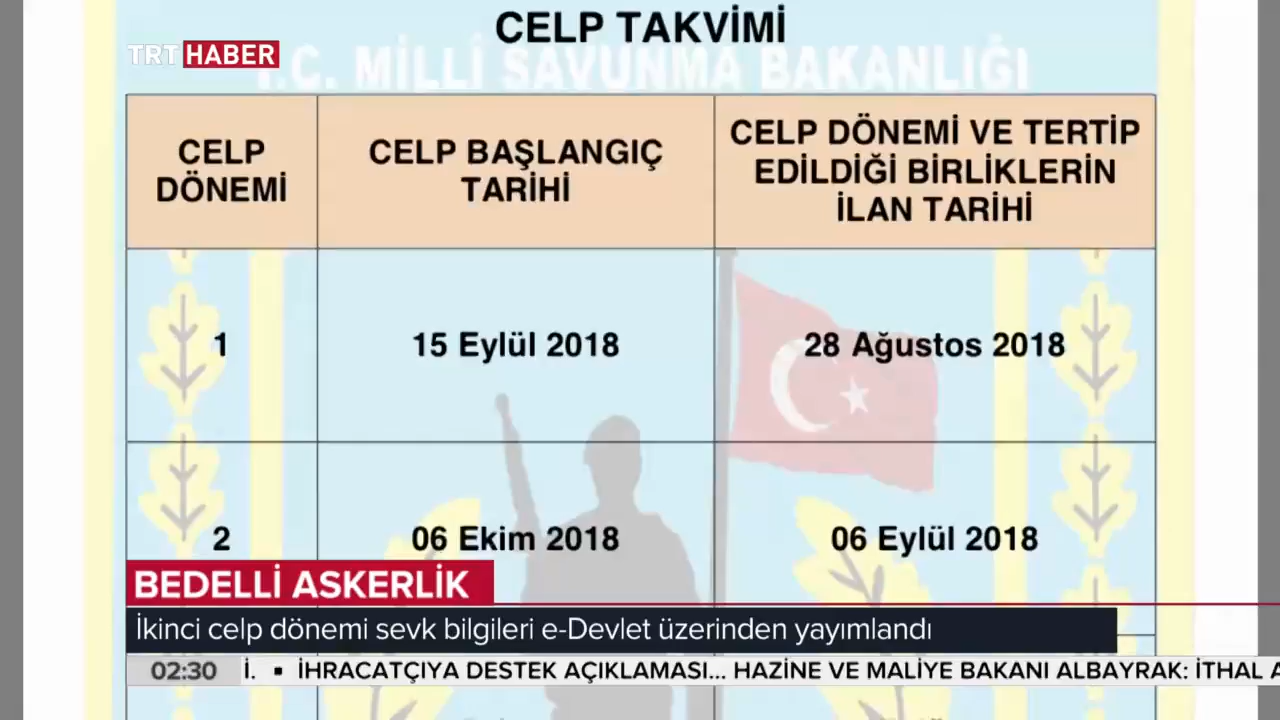 CELP TAKVİMİ
TRT HABER
T.C. MİLLÎ SAVUNMA BAKANLIĞI
CELP
DÖNEMİ
CELP BAŞLANGIÇ
TARİHİ
CELP DÖNEMİ VE TERTİP
EDİLDİĞİ BİRLİKLERİN
İLAN TARİHİ
1
15 Eylül 2018
28 Ağustos 2018
2
06 Ekim 2018
06 Eylül 2018
BEDELLİ ASKERLİK
İkinci celp dönemi sevk bilgileri e-Devlet üzerinden yayımlandı
02:30 İ. ▪ İHRACATÇIYA DESTEK AÇIKLAMASI... HAZİNE VE MALİYE BAKANI ALBAYRAK: İTHAL